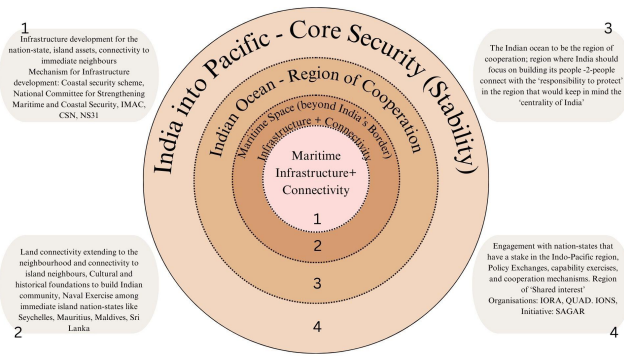 1
Infrastructure development for the
nation-state, island assets, connectivity to
immediate neighbours
Mechanism for Infrastructure
development: Coastal security scheme,
National Committee for Strengthening
Maritime and Coastal Security, IMAC,
CSN, NS31
3
The Indian ocean to be the region of
cooperation; region where India should
focus on building its people -2-people
connect with the ‘responsibility to protect’
in the region that would keep in mind the
‘centrality of India’
India into Pacific - Core Security (Stability)
Indian Ocean - Region of Cooperation
Maritime Space (beyond India's Border)
Infrastructure + Connectivity
Maritime
Infrastructure+
Connectivity
1
2
3
4
Land connectivity extending to the
neighbourhood and connectivity to
island neighbours, Cultural and
historical foundations to build Indian
community, Naval Exercise among
immediate island nation-states like
Seychelles, Mauritius, Maldives, Sri
Lanka
2
Engagement with nation-states that
have a stake in the Indo-Pacific region,
Policy Exchanges, capability exercises,
and cooperation mechanisms. Region
of ‘Shared interest’
Organisations: IORA, QUAD. IONS,
Initiative: SAGAR
4